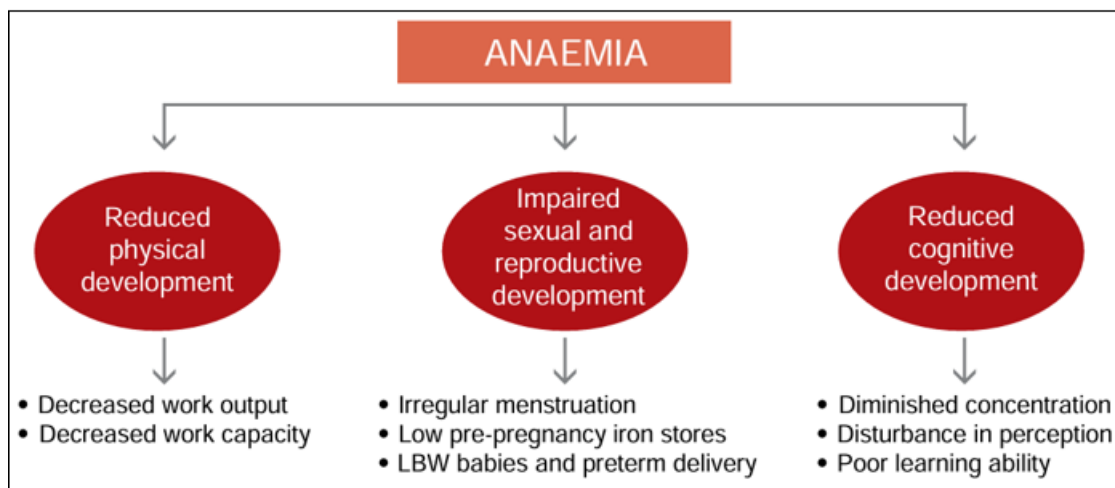 ANAEMIA
Reduced
physical
development
Impaired
sexual and
reproductive
development
Reduced
cognitive
development
• Decreased work output
• Decreased work capacity
• Irregular menstruation
• Low pre-pregnancy iron stores
• LBW babies and preterm delivery
• Diminished concentration
• Disturbance in perception
• Poor learning ability